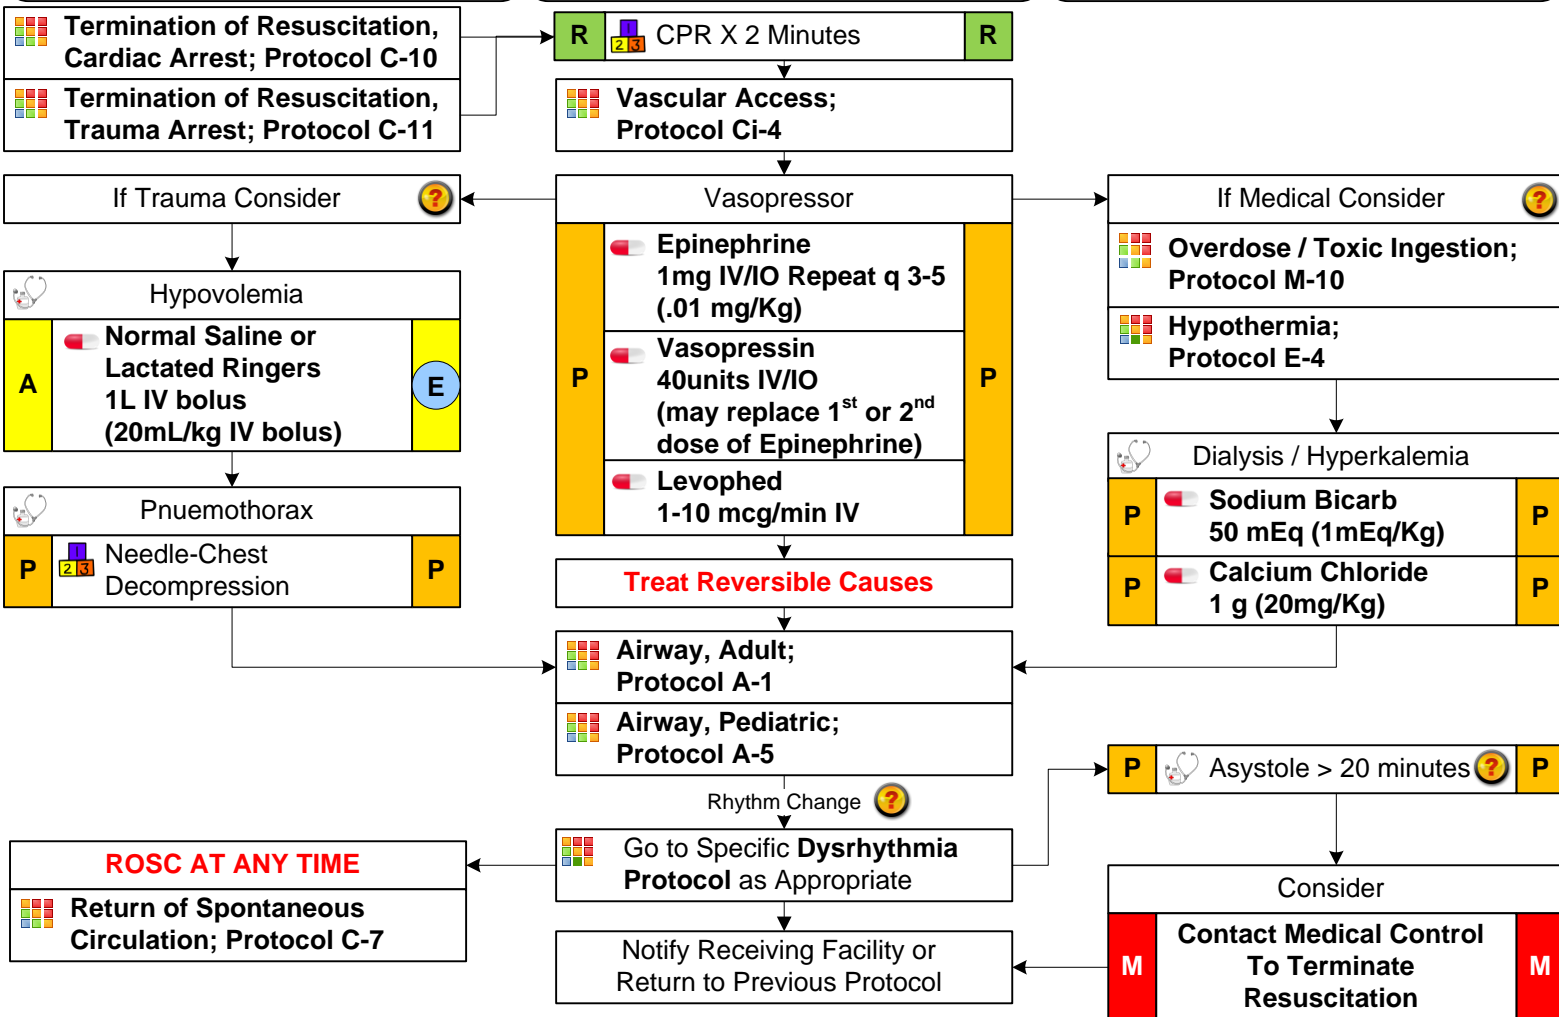 Termination of Resuscitation,
Cardiac Arrest; Protocol C-10
Termination of Resuscitation,
Trauma Arrest; Protocol C-11
R 1 2 3 CPR X 2 Minutes R
Vascular Access;
Protocol Ci-4
If Trauma Consider ?
Hypovolemia
A
Normal Saline or
Lactated Ringers
1L IV bolus
(20mL/kg IV bolus)
E
Pnuemothorax
P
1 2 3
Needle-Chest
Decompression
P
Vasopressor
P
Epinephrine
1mg IV/IO Repeat q 3-5
(.01 mg/Kg)
Vasopressin
40units IV/IO
(may replace 1st or 2nd
dose of Epinephrine)
Levophed
1-10 mcg/min IV
P
If Medical Consider ?
Overdose / Toxic Ingestion;
Protocol M-10
Hypothermia;
Protocol E-4
Dialysis / Hyperkalemia
P
Sodium Bicarb
50 mEq (1mEq/Kg)
P
P
Calcium Chloride
1 g (20mg/Kg)
P
Treat Reversible Causes
Airway, Adult;
Protocol A-1
Airway, Pediatric;
Protocol A-5
Rhythm Change ?
Go to Specific Dysrhythmia
Protocol as Appropriate
ROSC AT ANY TIME
Return of Spontaneous
Circulation; Protocol C-7
P Asystole > 20 minutes ? P
Consider
M
Contact Medical Control
To Terminate
Resuscitation
M
Notify Receiving Facility or
Return to Previous Protocol